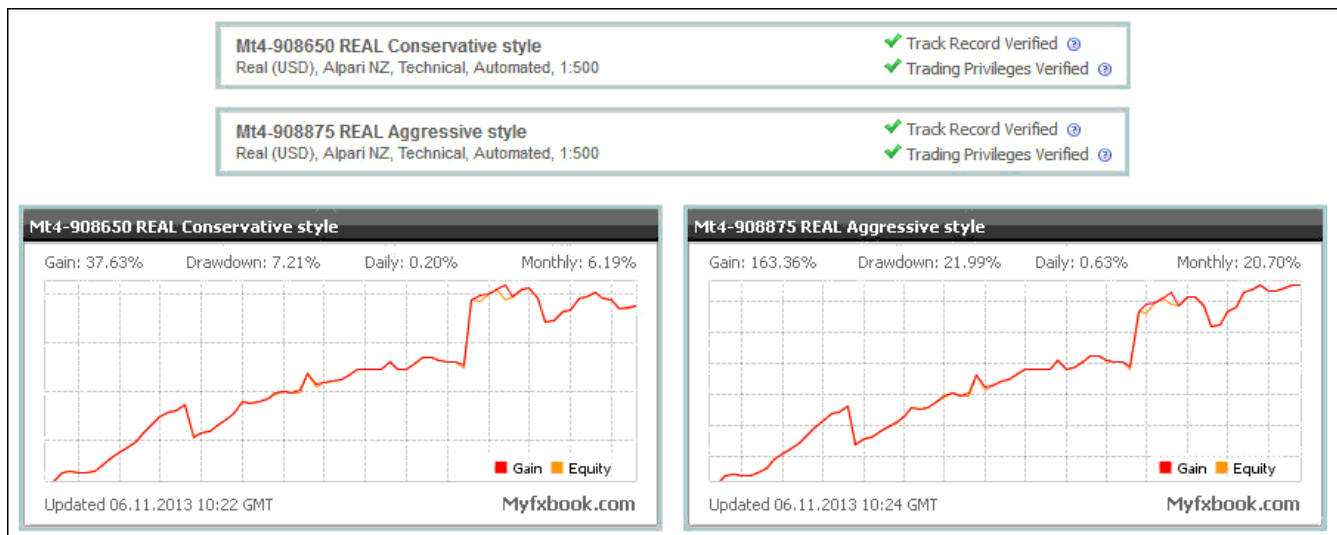 Mt4-908650 REAL Conservative style
Real (USD), Alpari NZ, Technical, Automated, 1:500
Track Record Verified
Trading Privileges Verified
Mt4-908875 REAL Aggressive style
Real (USD), Alpari NZ, Technical, Automated, 1:500
Track Record Verified
Trading Privileges Verified
Mt4-908650 REAL Conservative style
Gain: 37.63% Drawdown: 7.21% Daily: 0.20% Monthly: 6.19%
Gain Equity
Updated 06.11.2013 10:22 GMT Myfxbook.com
Mt4-908875 REAL Aggressive style
Gain: 163.36% Drawdown: 21.99% Daily: 0.63% Monthly: 20.70%
Gain Equity
Updated 06.11.2013 10:24 GMT Myfxbook.com